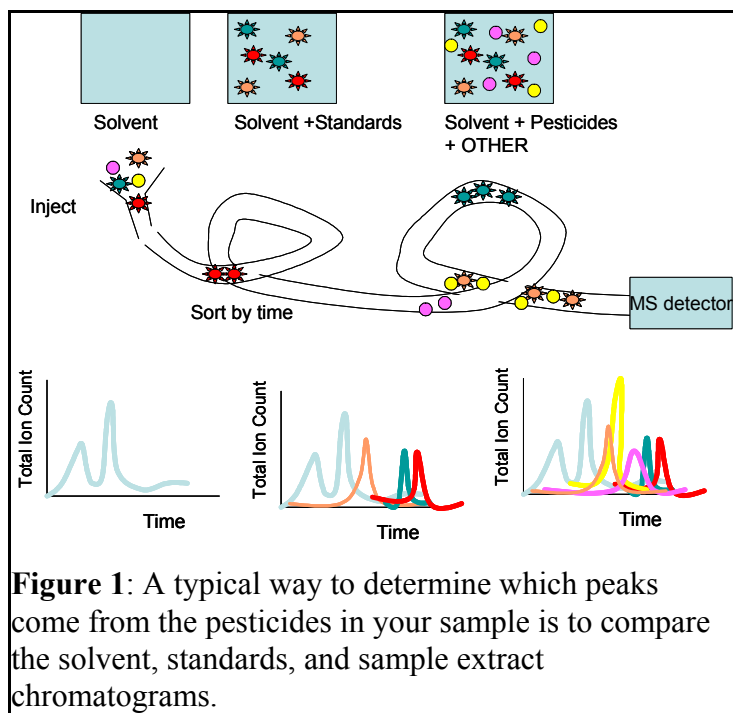 Solvent
Solvent +Standards
Solvent + Pesticides
+ OTHER
Inject
Sort by time
MS detector
Total Ion Count
Time
Total Ion Count
Time
Total Ion Count
Time
Figure 1: A typical way to determine which peaks
come from the pesticides in your sample is to compare
the solvent, standards, and sample extract
chromatograms.